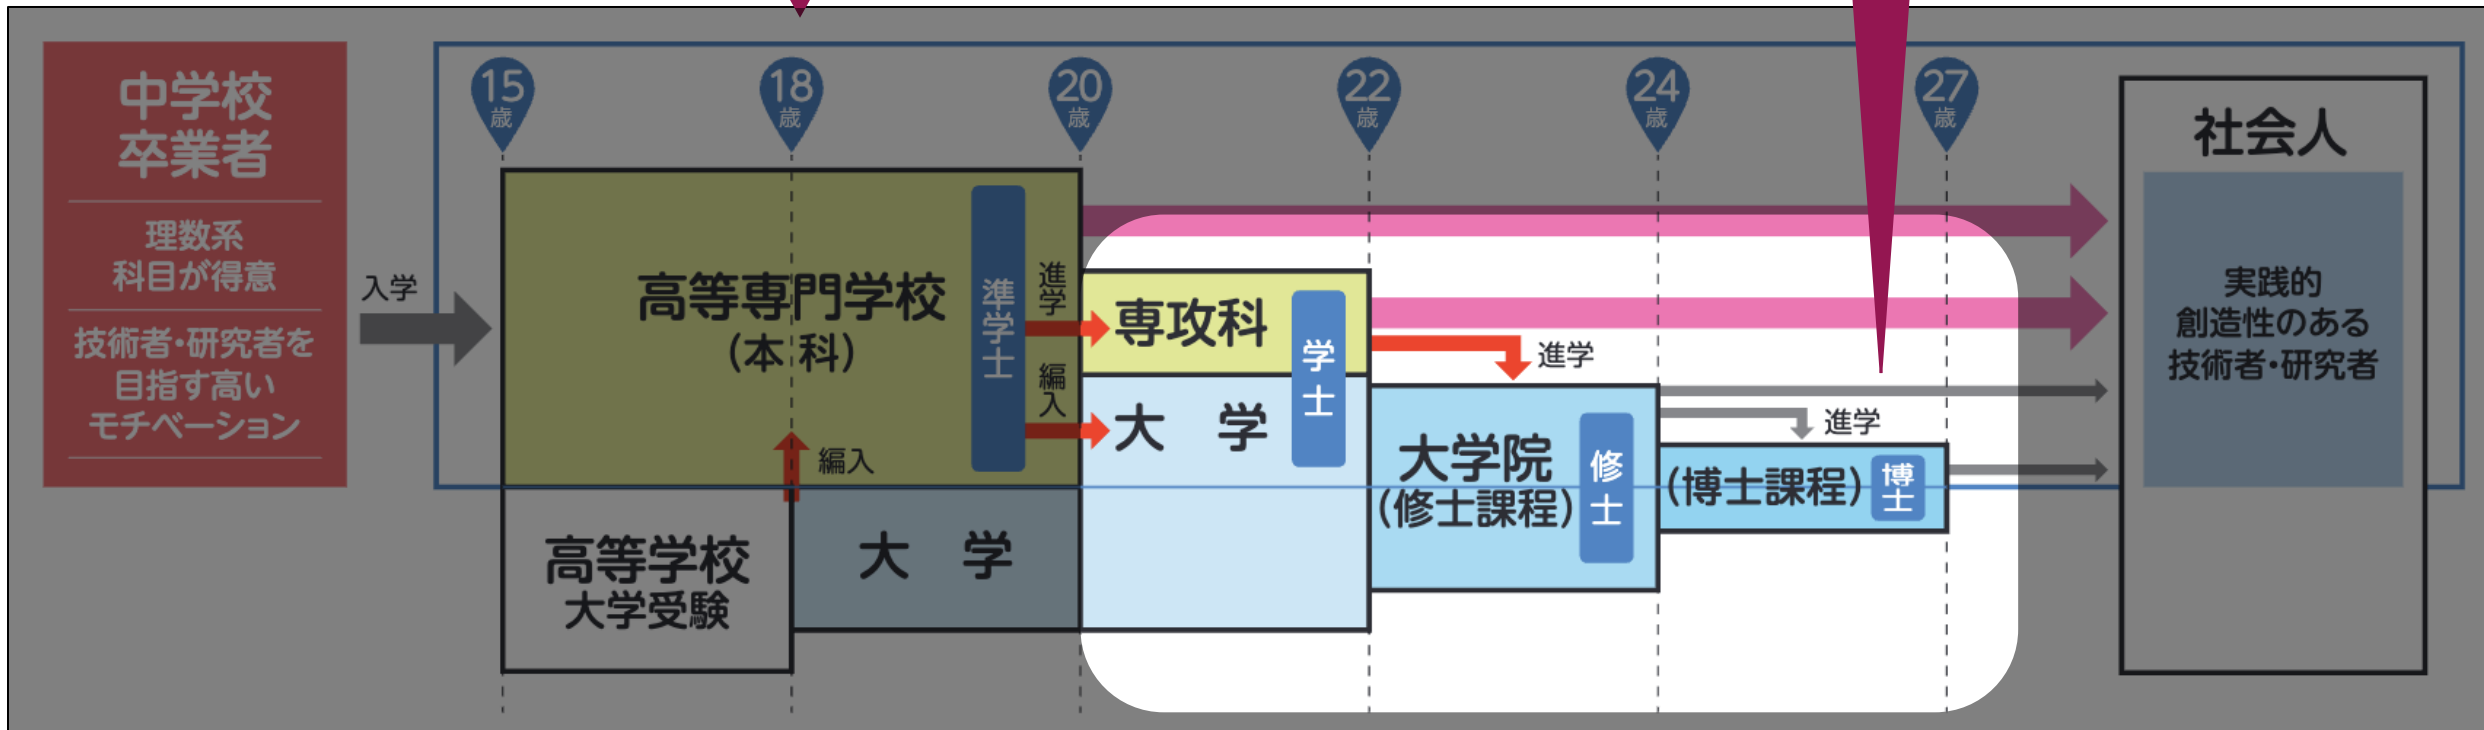 中学校
卒業者
理数系
科目が得意
技術者・研究者を
目指す高い
モチベーション
入学
15
歳
18
歳
20
歳
22
歳
24
歳
27
歳
高等専門学校
(本 科)
準学士
進学
編入
編入
高等学校
大学受験
大 学
専攻科
大 学
学士
進学
大学院
(修士課程)
修士
進学
(博士課程)
博士
社会人
実践的
創造性のある
技術者・研究者